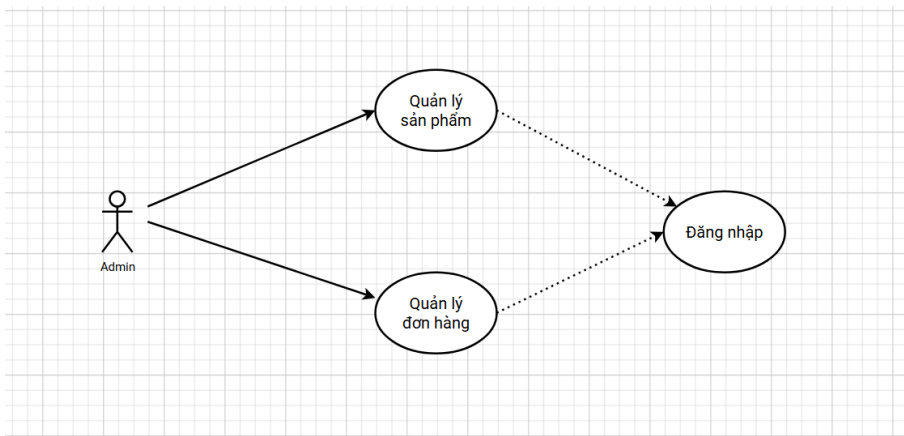 Quản lý
sản phẩm
Đăng nhập
Admin
Quản lý
đơn hàng